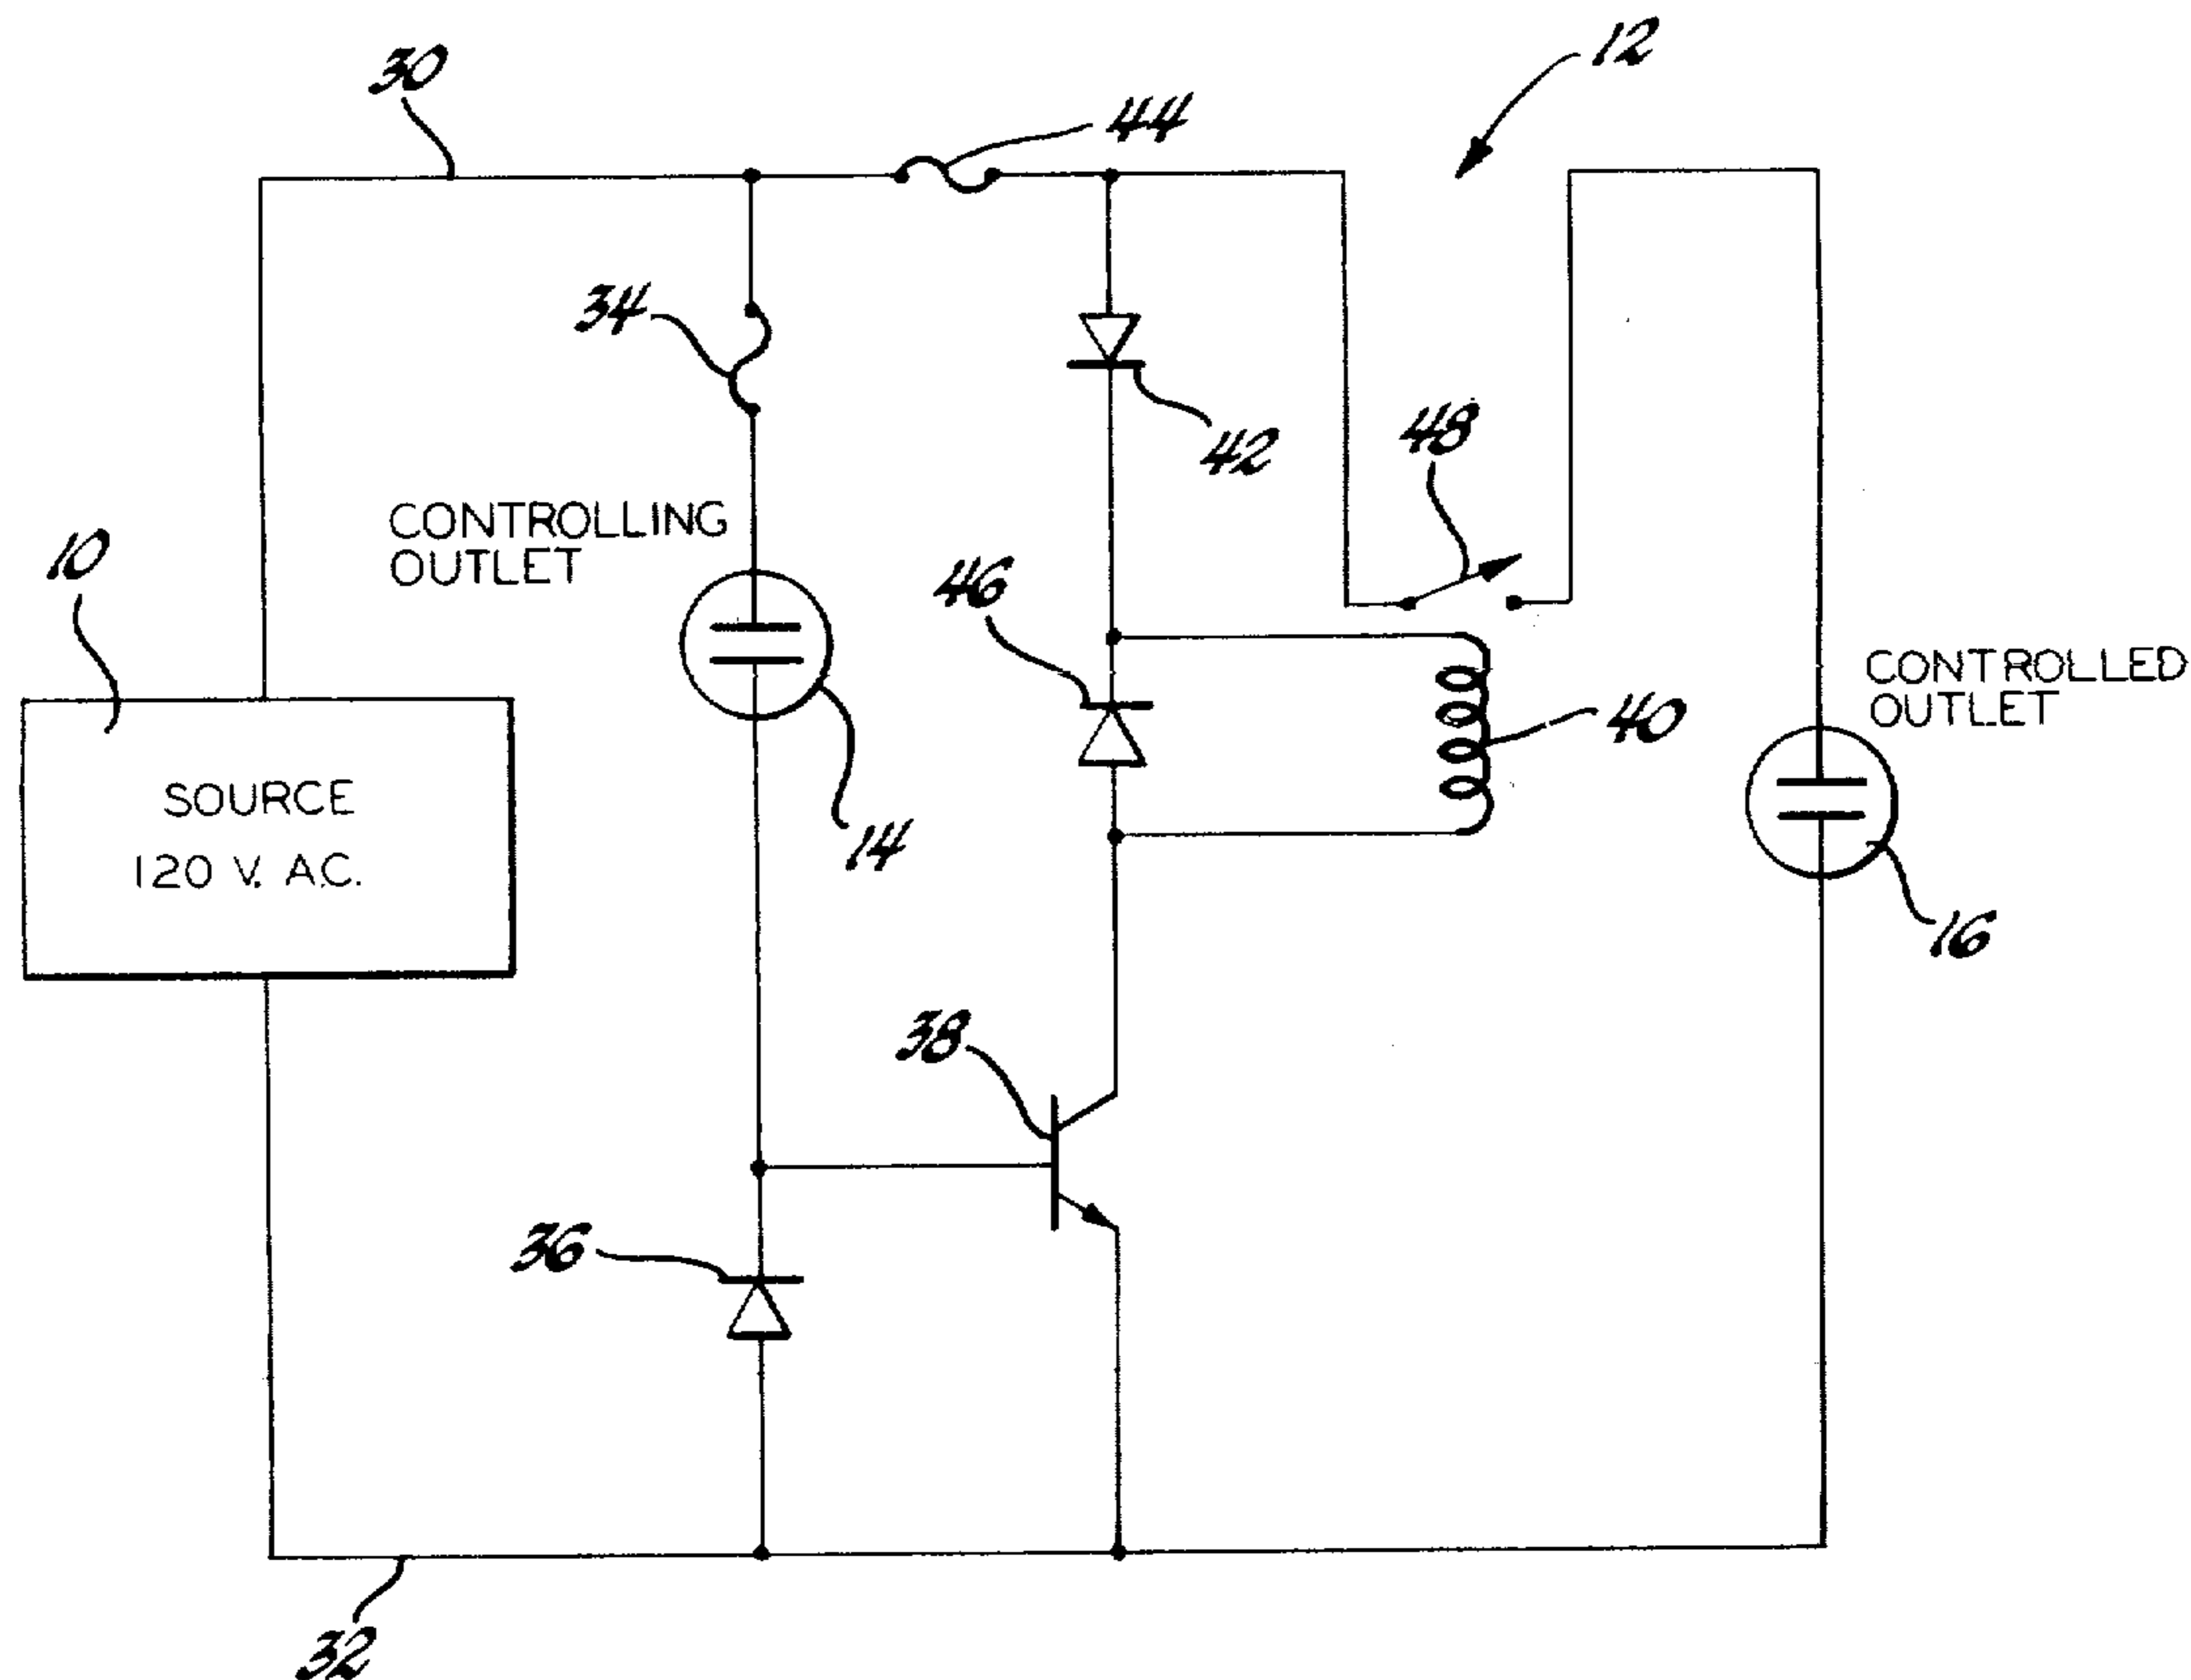 12
30
44
34
42
48
CONTROLLING
OUTLET
10
46
CONTROLLED
OUTLET
40
SOURCE
120 V. A.C.
14
16
38
36
32